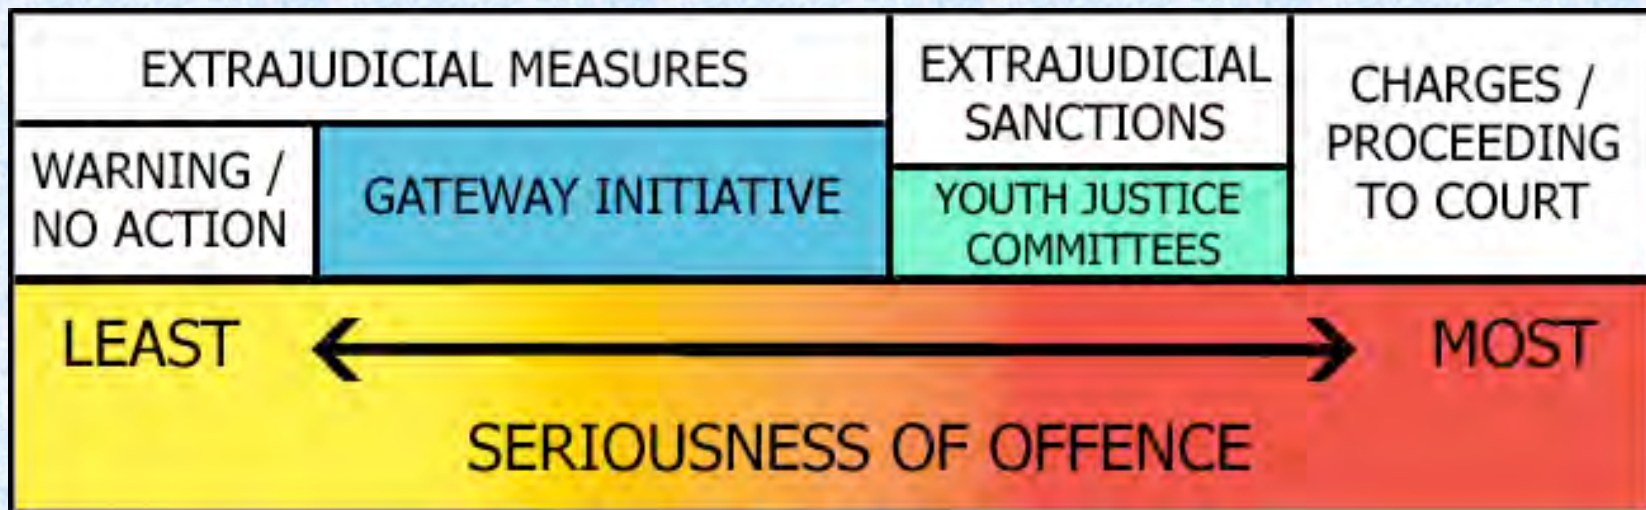 EXTRAJUDICIAL MEASURES
EXTRAJUDICIAL
SANCTIONS
CHARGES /
PROCEEDING
TO COURT
WARNING /
NO ACTION
GATEWAY INITIATIVE
YOUTH JUSTICE
COMMITTEES
LEAST
MOST
SERIOUSNESS OF OFFENCE